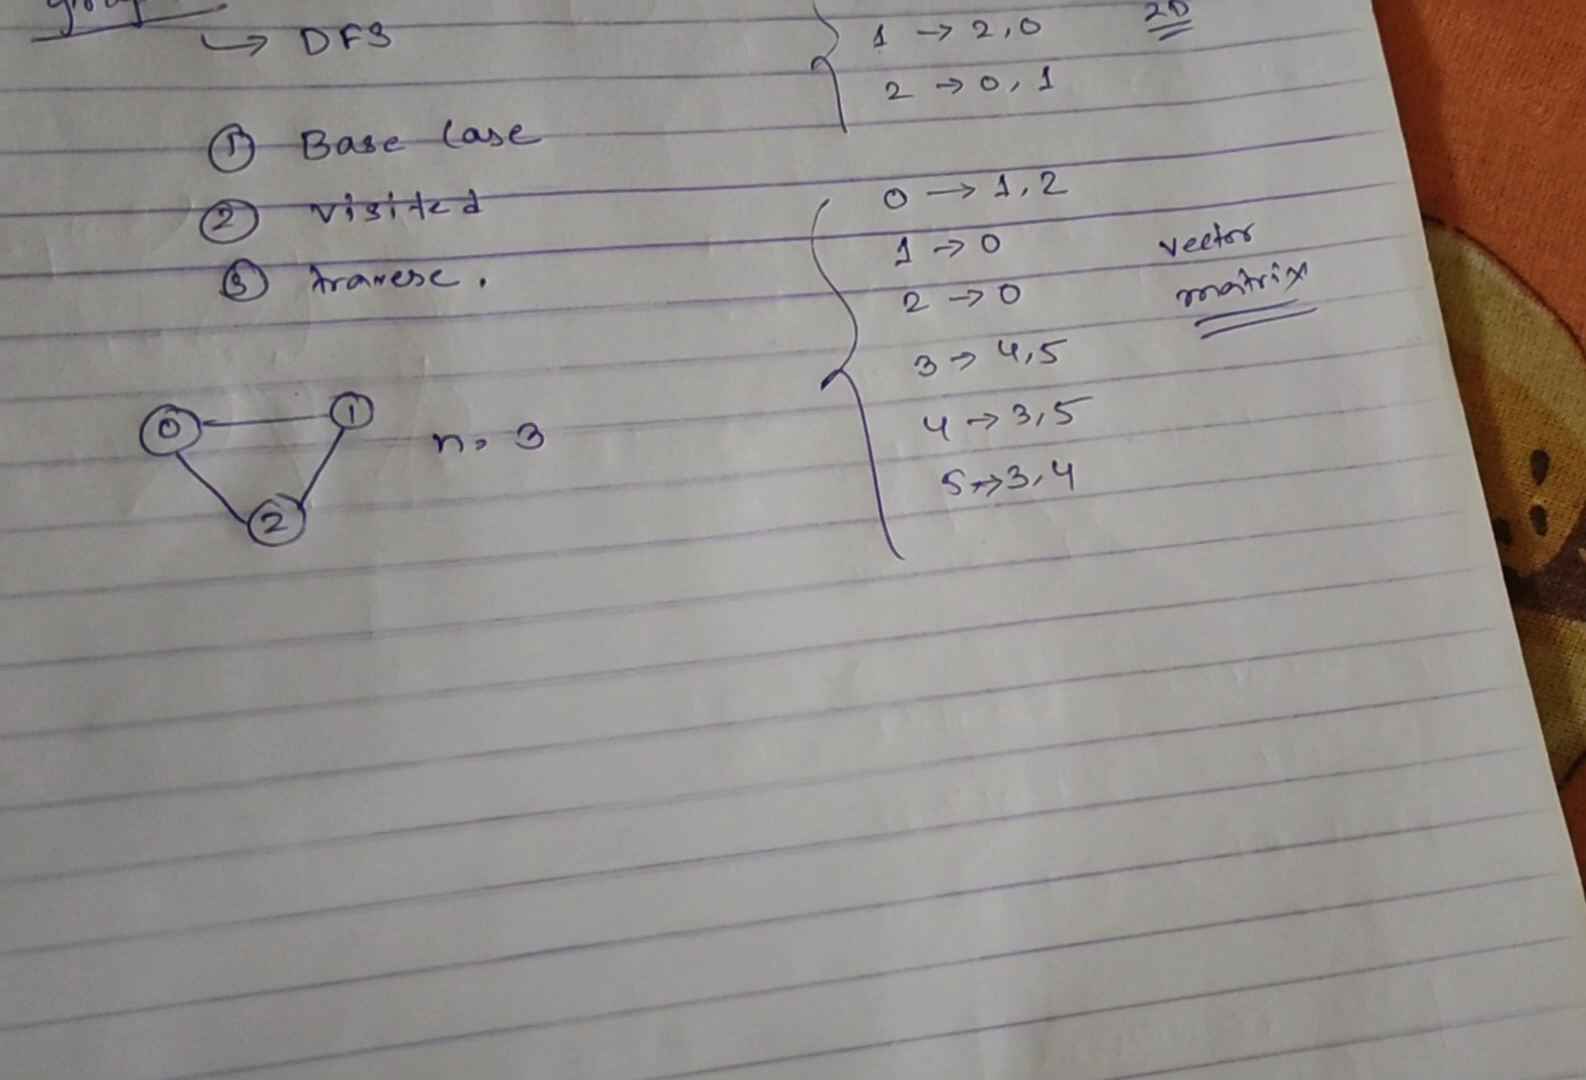 ↳ DFS
① Base Case
② visited
③ travese.
0 1 2
n = 3
1 → 2,0
2 → 0,1
2D
0 → 1,2
1 → 0
2 → 0
3 → 4,5
4 → 3,5
5 → 3,4
vector
matrix